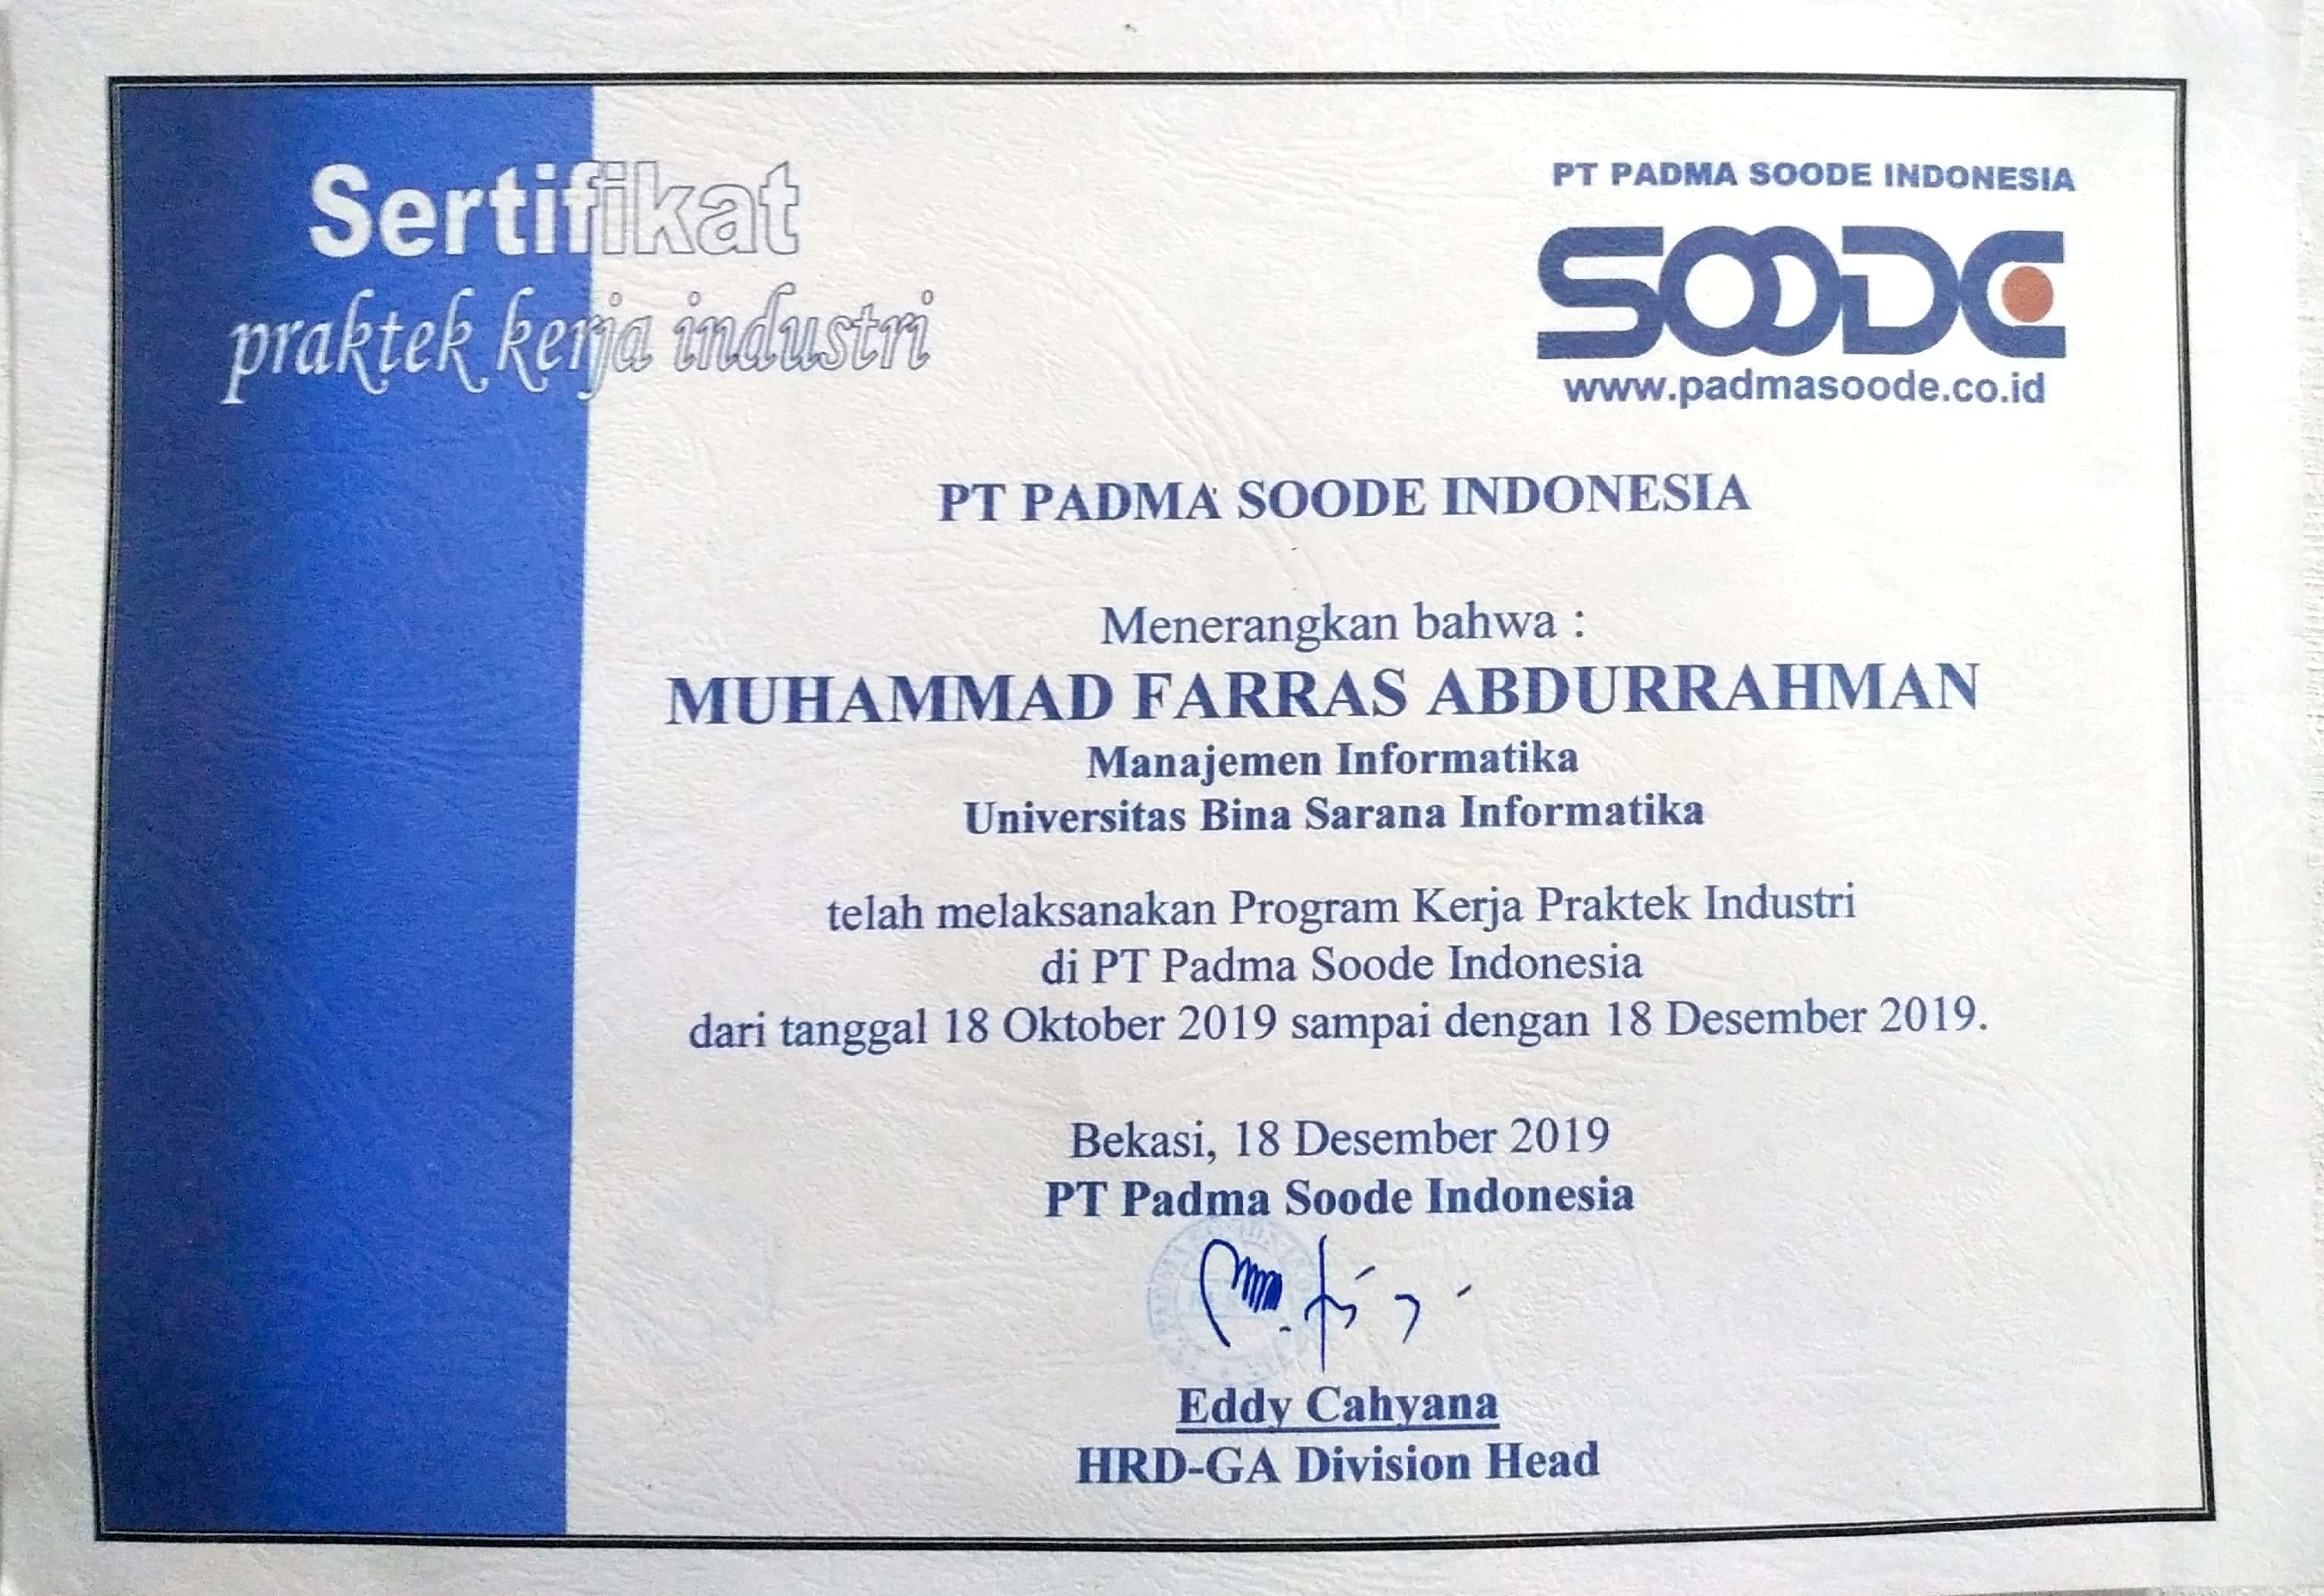 Sertifikat
praktek kerja industri
PT PADMA SOODE INDONESIA
SOODE
www.padmasoode.co.id
PT PADMA SOODE INDONESIA
Menerangkan bahwa :
MUHAMMAD FARRAS ABDURRAHMAN
Manajemen Informatika
Universitas Bina Sarana Informatika
telah melaksanakan Program Kerja Praktek Industri
di PT Padma Soode Indonesia
dari tanggal 18 Oktober 2019 sampai dengan 18 Desember 2019.
Bekasi, 18 Desember 2019
PT Padma Soode Indonesia
Eddy Cahyana
HRD-GA Division Head